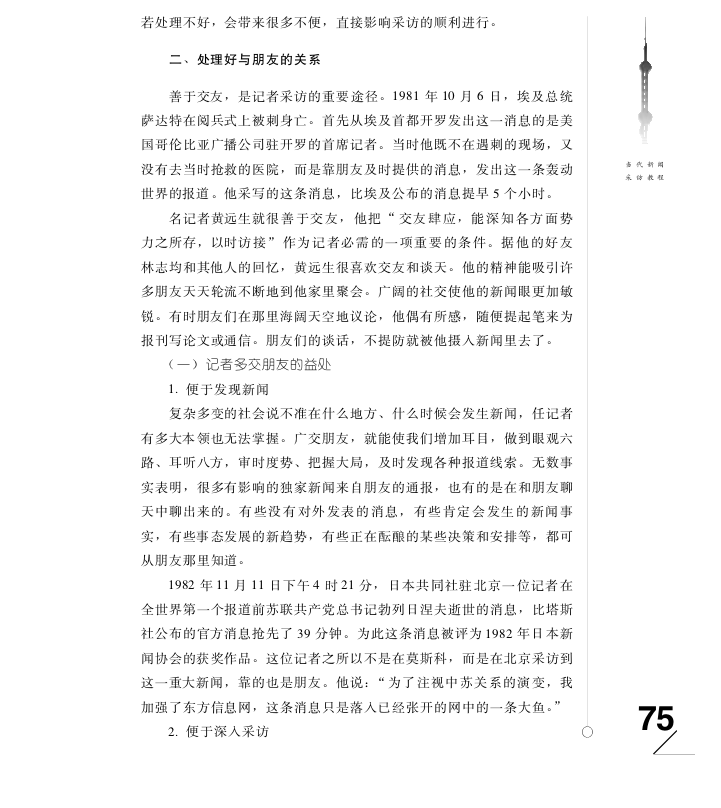 若处理不好，会带来很多不便，直接影响采访的顺利进行。
二、处理好与朋友的关系
善于交友，是记者采访的重要途径。1981 年 10 月 6 日，埃及总统
萨达特在阅兵式上被刺身亡。首先从埃及首都开罗发出这一消息的是美
国哥伦比亚广播公司驻开罗的首席记者。当时他既不在遇刺的现场，又
没有去当时抢救的医院，而是靠朋友及时提供的消息，发出这一条轰动
世界的报道。他采写的这条消息，比埃及公布的消息提早 5 个小时。
名记者黄远生就很善于交友，他把“交友肆应，能深知各方面势
力之所存，以时访接”作为记者必需的一项重要的条件。据他的好友
林志均和其他人的回忆，黄远生很喜欢交友和谈天。他的精神能吸引许
多朋友天天轮流不断地到他家里聚会。广阔的社交使他的新闻眼更加敏
锐。有时朋友们在那里海阔天空地议论，他偶有所感，随便提起笔来为
报刊写论文或通信。朋友们的谈话，不提防就被他摄入新闻里去了。
（一）记者多交朋友的益处
1. 便于发现新闻
复杂多变的社会说不准在什么地方、什么时候会发生新闻，任记者
有多大本领也无法掌握。广交朋友，就能使我们增加耳目，做到眼观六
路、耳听八方，审时度势、把握大局，及时发现各种报道线索。无数事
实表明，很多有影响的独家新闻来自朋友的通报，也有的是在和朋友聊
天中聊出来的。有些没有对外发表的消息，有些肯定会发生的新闻事
实，有些事态发展的新趋势，有些正在酝酿的某些决策和安排等，都可
从朋友那里知道。
1982 年 11 月 11 日下午 4 时 21 分，日本共同社驻北京一位记者在
全世界第一个报道前苏联共产党总书记勃列日涅夫逝世的消息，比塔斯
社公布的官方消息抢先了 39 分钟。为此这条消息被评为 1982 年日本新
闻协会的获奖作品。这位记者之所以不是在莫斯科，而是在北京采访到
这一重大新闻，靠的也是朋友。他说：“为了注视中苏关系的演变，我
加强了东方信息网，这条消息只是落入已经张开的网中的一条大鱼。”
2. 便于深入采访
当代新闻
采访教程
75